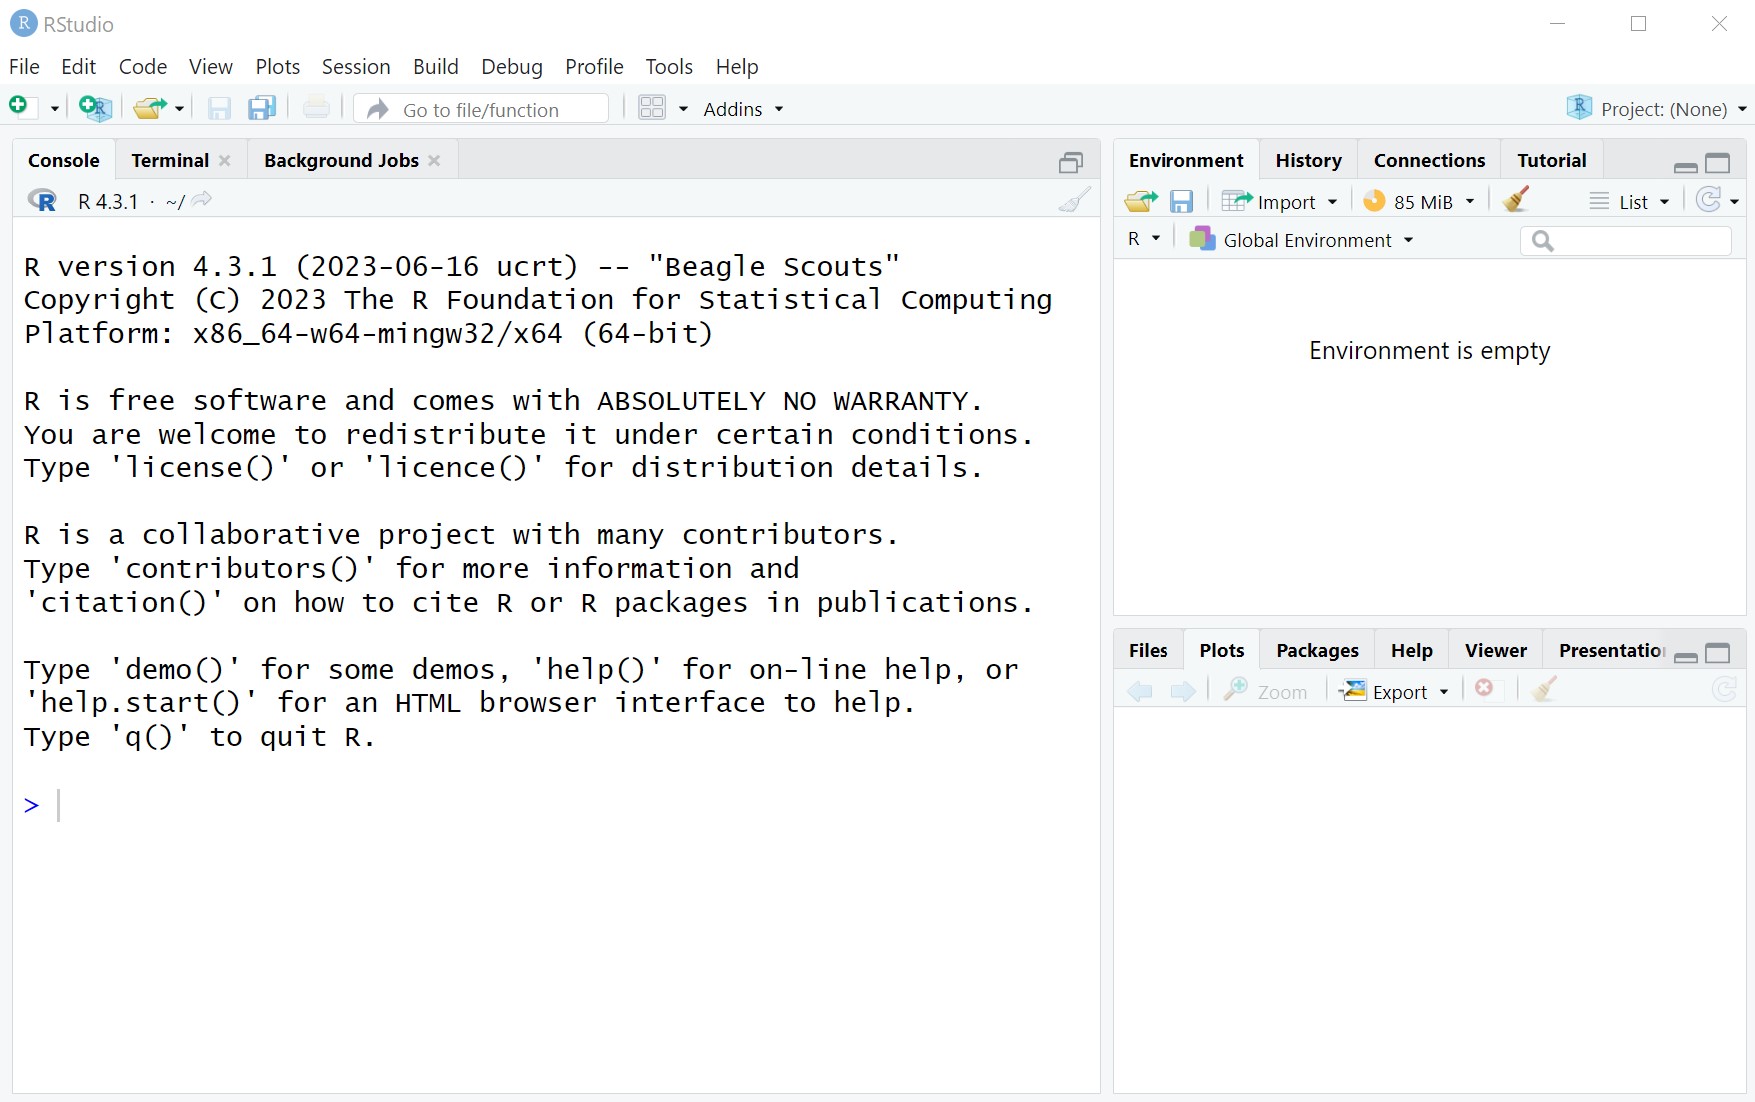 R RStudio
File Edit Code View Plots Session Build Debug Profile Tools Help
R Go to file/function Addins R Project: (None)
Console Terminal Background Jobs
R R 4.3.1 · ~/
R version 4.3.1 (2023-06-16 ucrt) -- "Beagle Scouts"
Copyright (C) 2023 The R Foundation for Statistical Computing
Platform: x86_64-w64-mingw32/x64 (64-bit)
R is free software and comes with ABSOLUTELY NO WARRANTY.
You are welcome to redistribute it under certain conditions.
Type 'license()' or 'licence()' for distribution details.
R is a collaborative project with many contributors.
Type 'contributors()' for more information and
'citation()' on how to cite R or R packages in publications.
Type 'demo()' for some demos, 'help()' for on-line help, or
'help.start()' for an HTML browser interface to help.
Type 'q()' to quit R.
>
Environment History Connections Tutorial
Import 85 MiB List
R Global Environment
Environment is empty
Files Plots Packages Help Viewer Presentatio
Zoom Export